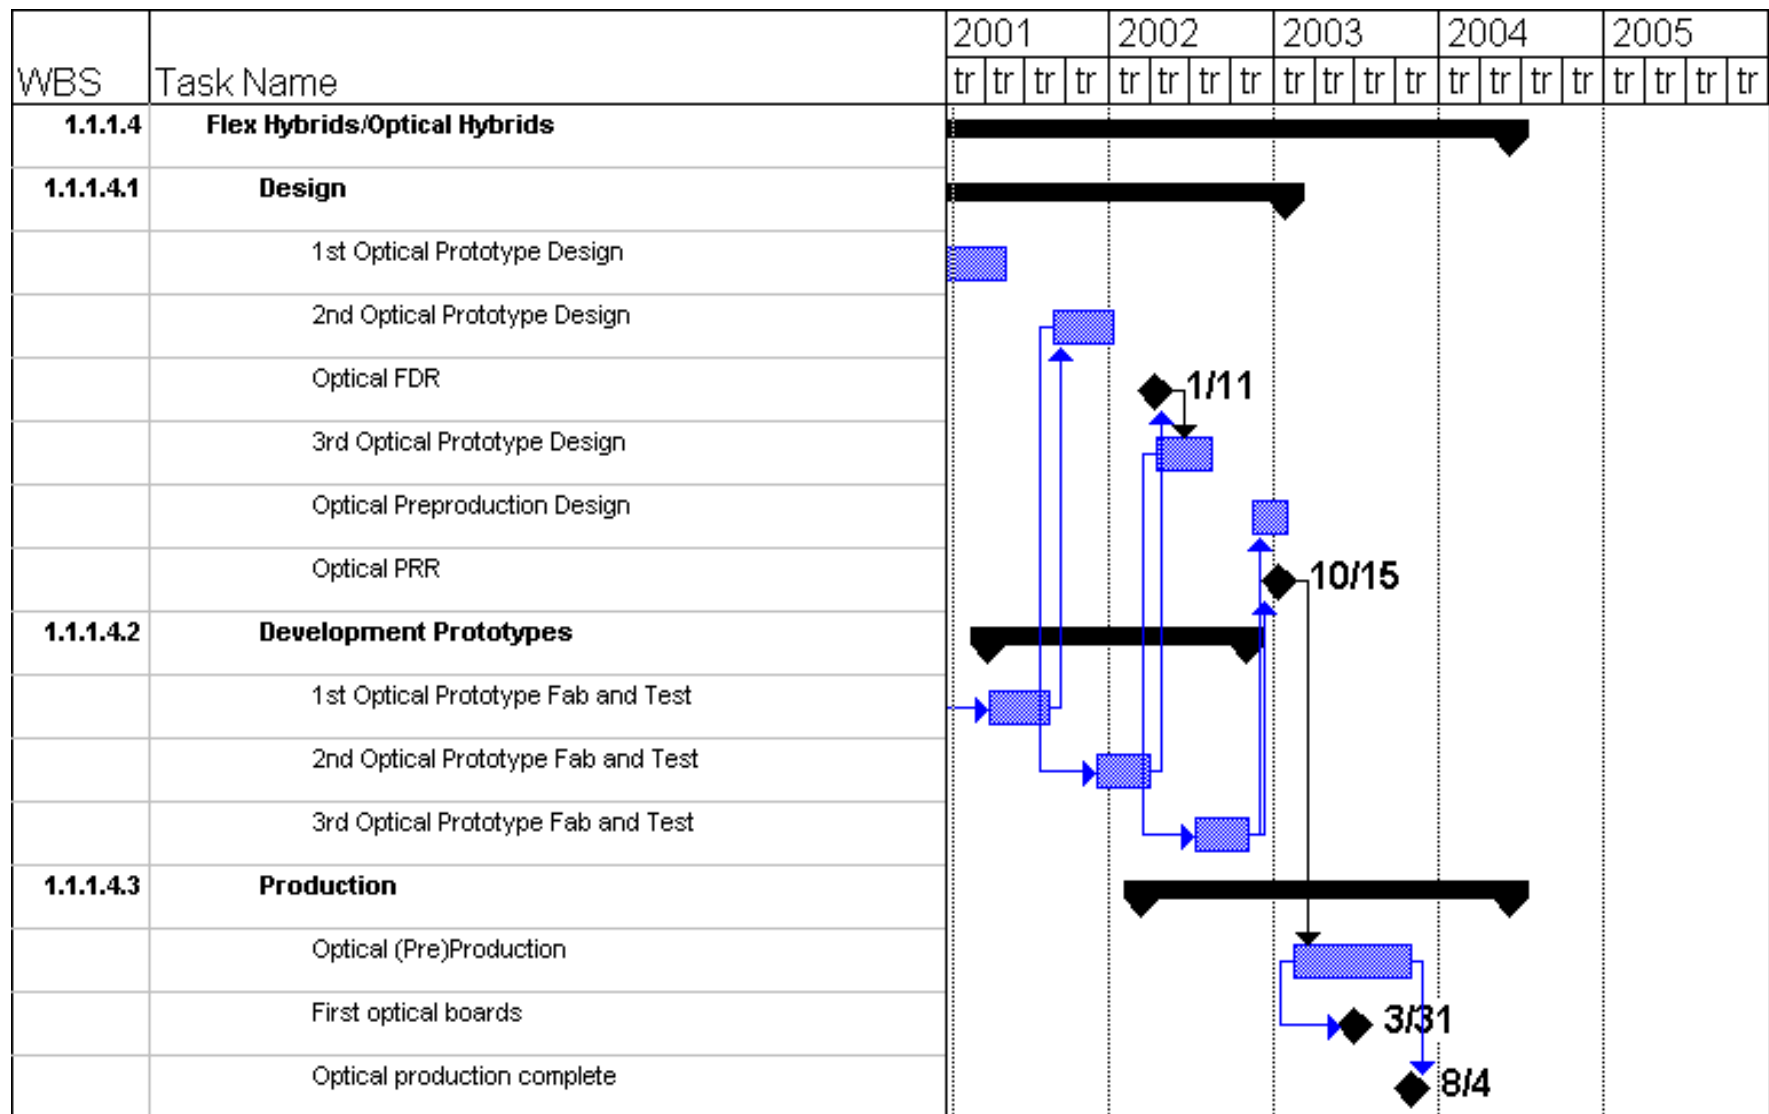 2001 2002 2003 2004 2005
WBS Task Name tr tr tr tr tr tr tr tr tr tr tr tr tr tr tr tr tr tr tr tr
1.1.1.4 Flex Hybrids/Optical Hybrids
1.1.1.4.1 Design
1st Optical Prototype Design
2nd Optical Prototype Design
Optical FDR 1/11
3rd Optical Prototype Design
Optical Preproduction Design
Optical PRR 10/15
1.1.1.4.2 Development Prototypes
1st Optical Prototype Fab and Test
2nd Optical Prototype Fab and Test
3rd Optical Prototype Fab and Test
1.1.1.4.3 Production
Optical (Pre)Production
First optical boards 3/31
Optical production complete 8/4